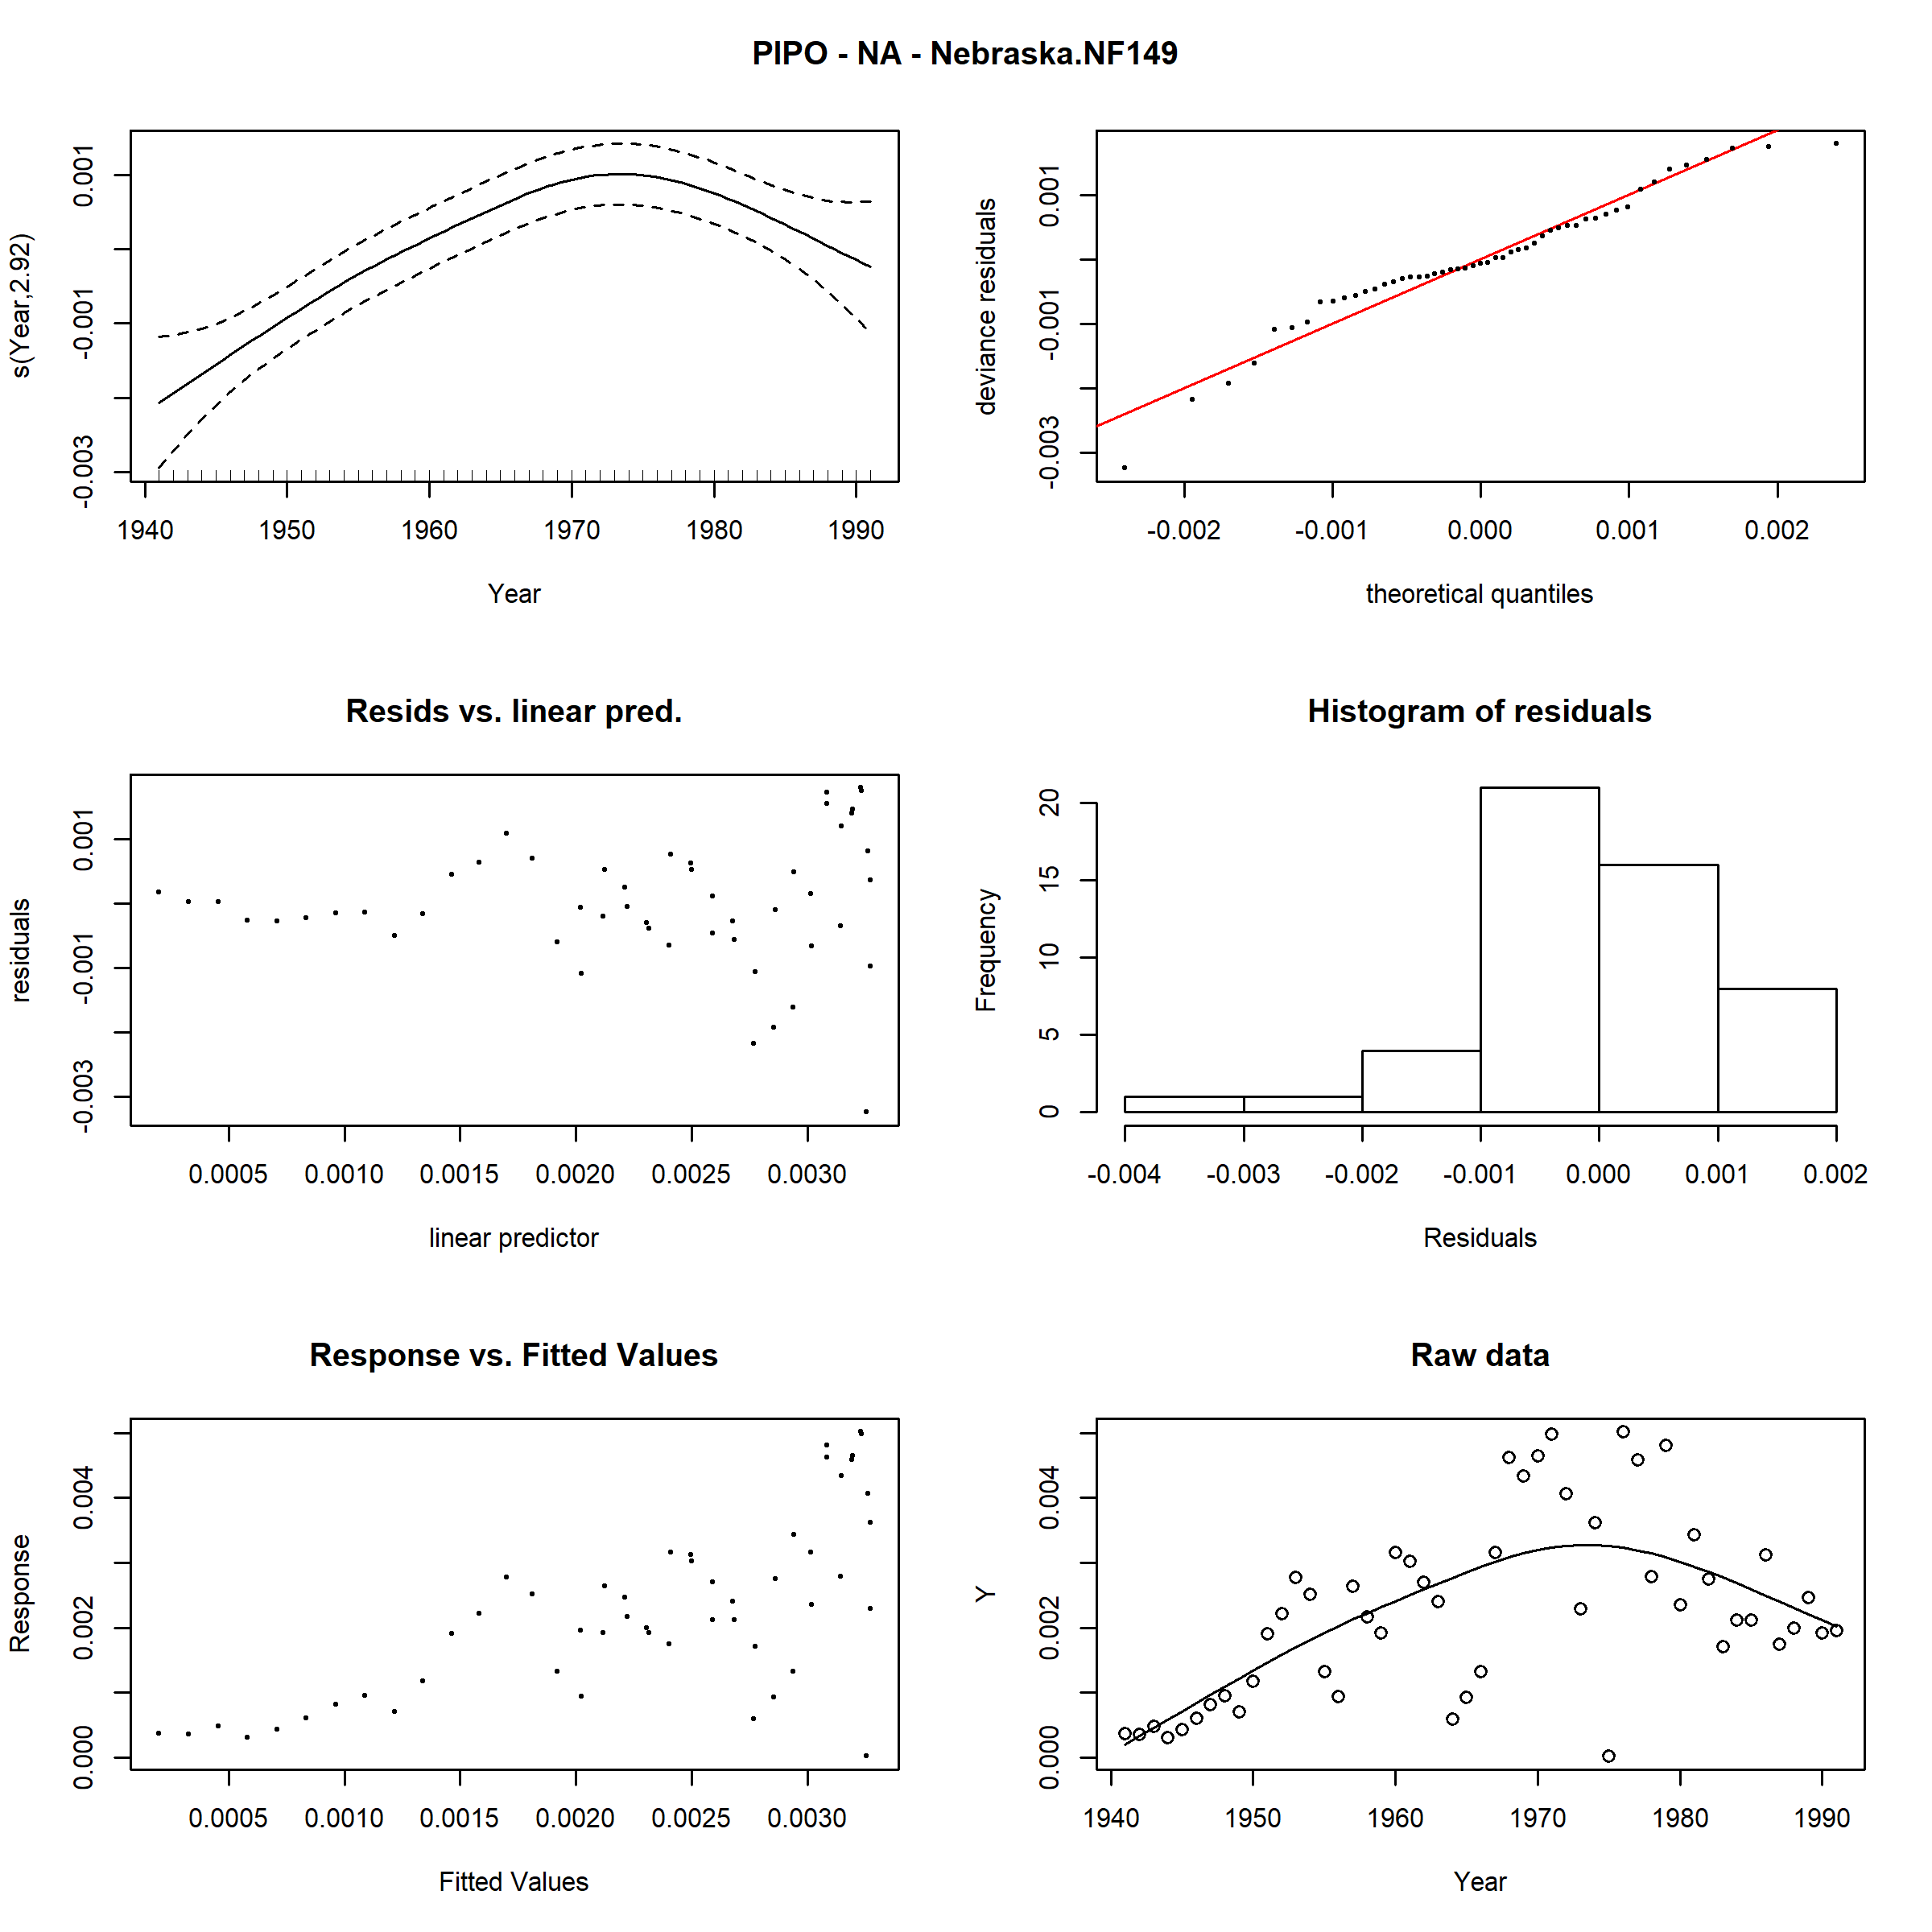 PIPO - NA - Nebraska.NF149
s(Year,2.92)
0.001
-0.001
-0.003
1940 1950 1960 1970 1980 1990
Year
deviance residuals
0.001
-0.001
-0.003
-0.002 -0.001 0.000 0.001 0.002
theoretical quantiles
Resids vs. linear pred.
residuals
0.001
-0.001
-0.003
0.0005 0.0010 0.0015 0.0020 0.0025 0.0030
linear predictor
Histogram of residuals
Frequency
20
15
10
5
0
-0.004 -0.003 -0.002 -0.001 0.000 0.001 0.002
Residuals
Response vs. Fitted Values
Response
0.004
0.002
0.000
0.0005 0.0010 0.0015 0.0020 0.0025 0.0030
Fitted Values
Raw data
Y
0.004
0.002
0.000
1940 1950 1960 1970 1980 1990
Year